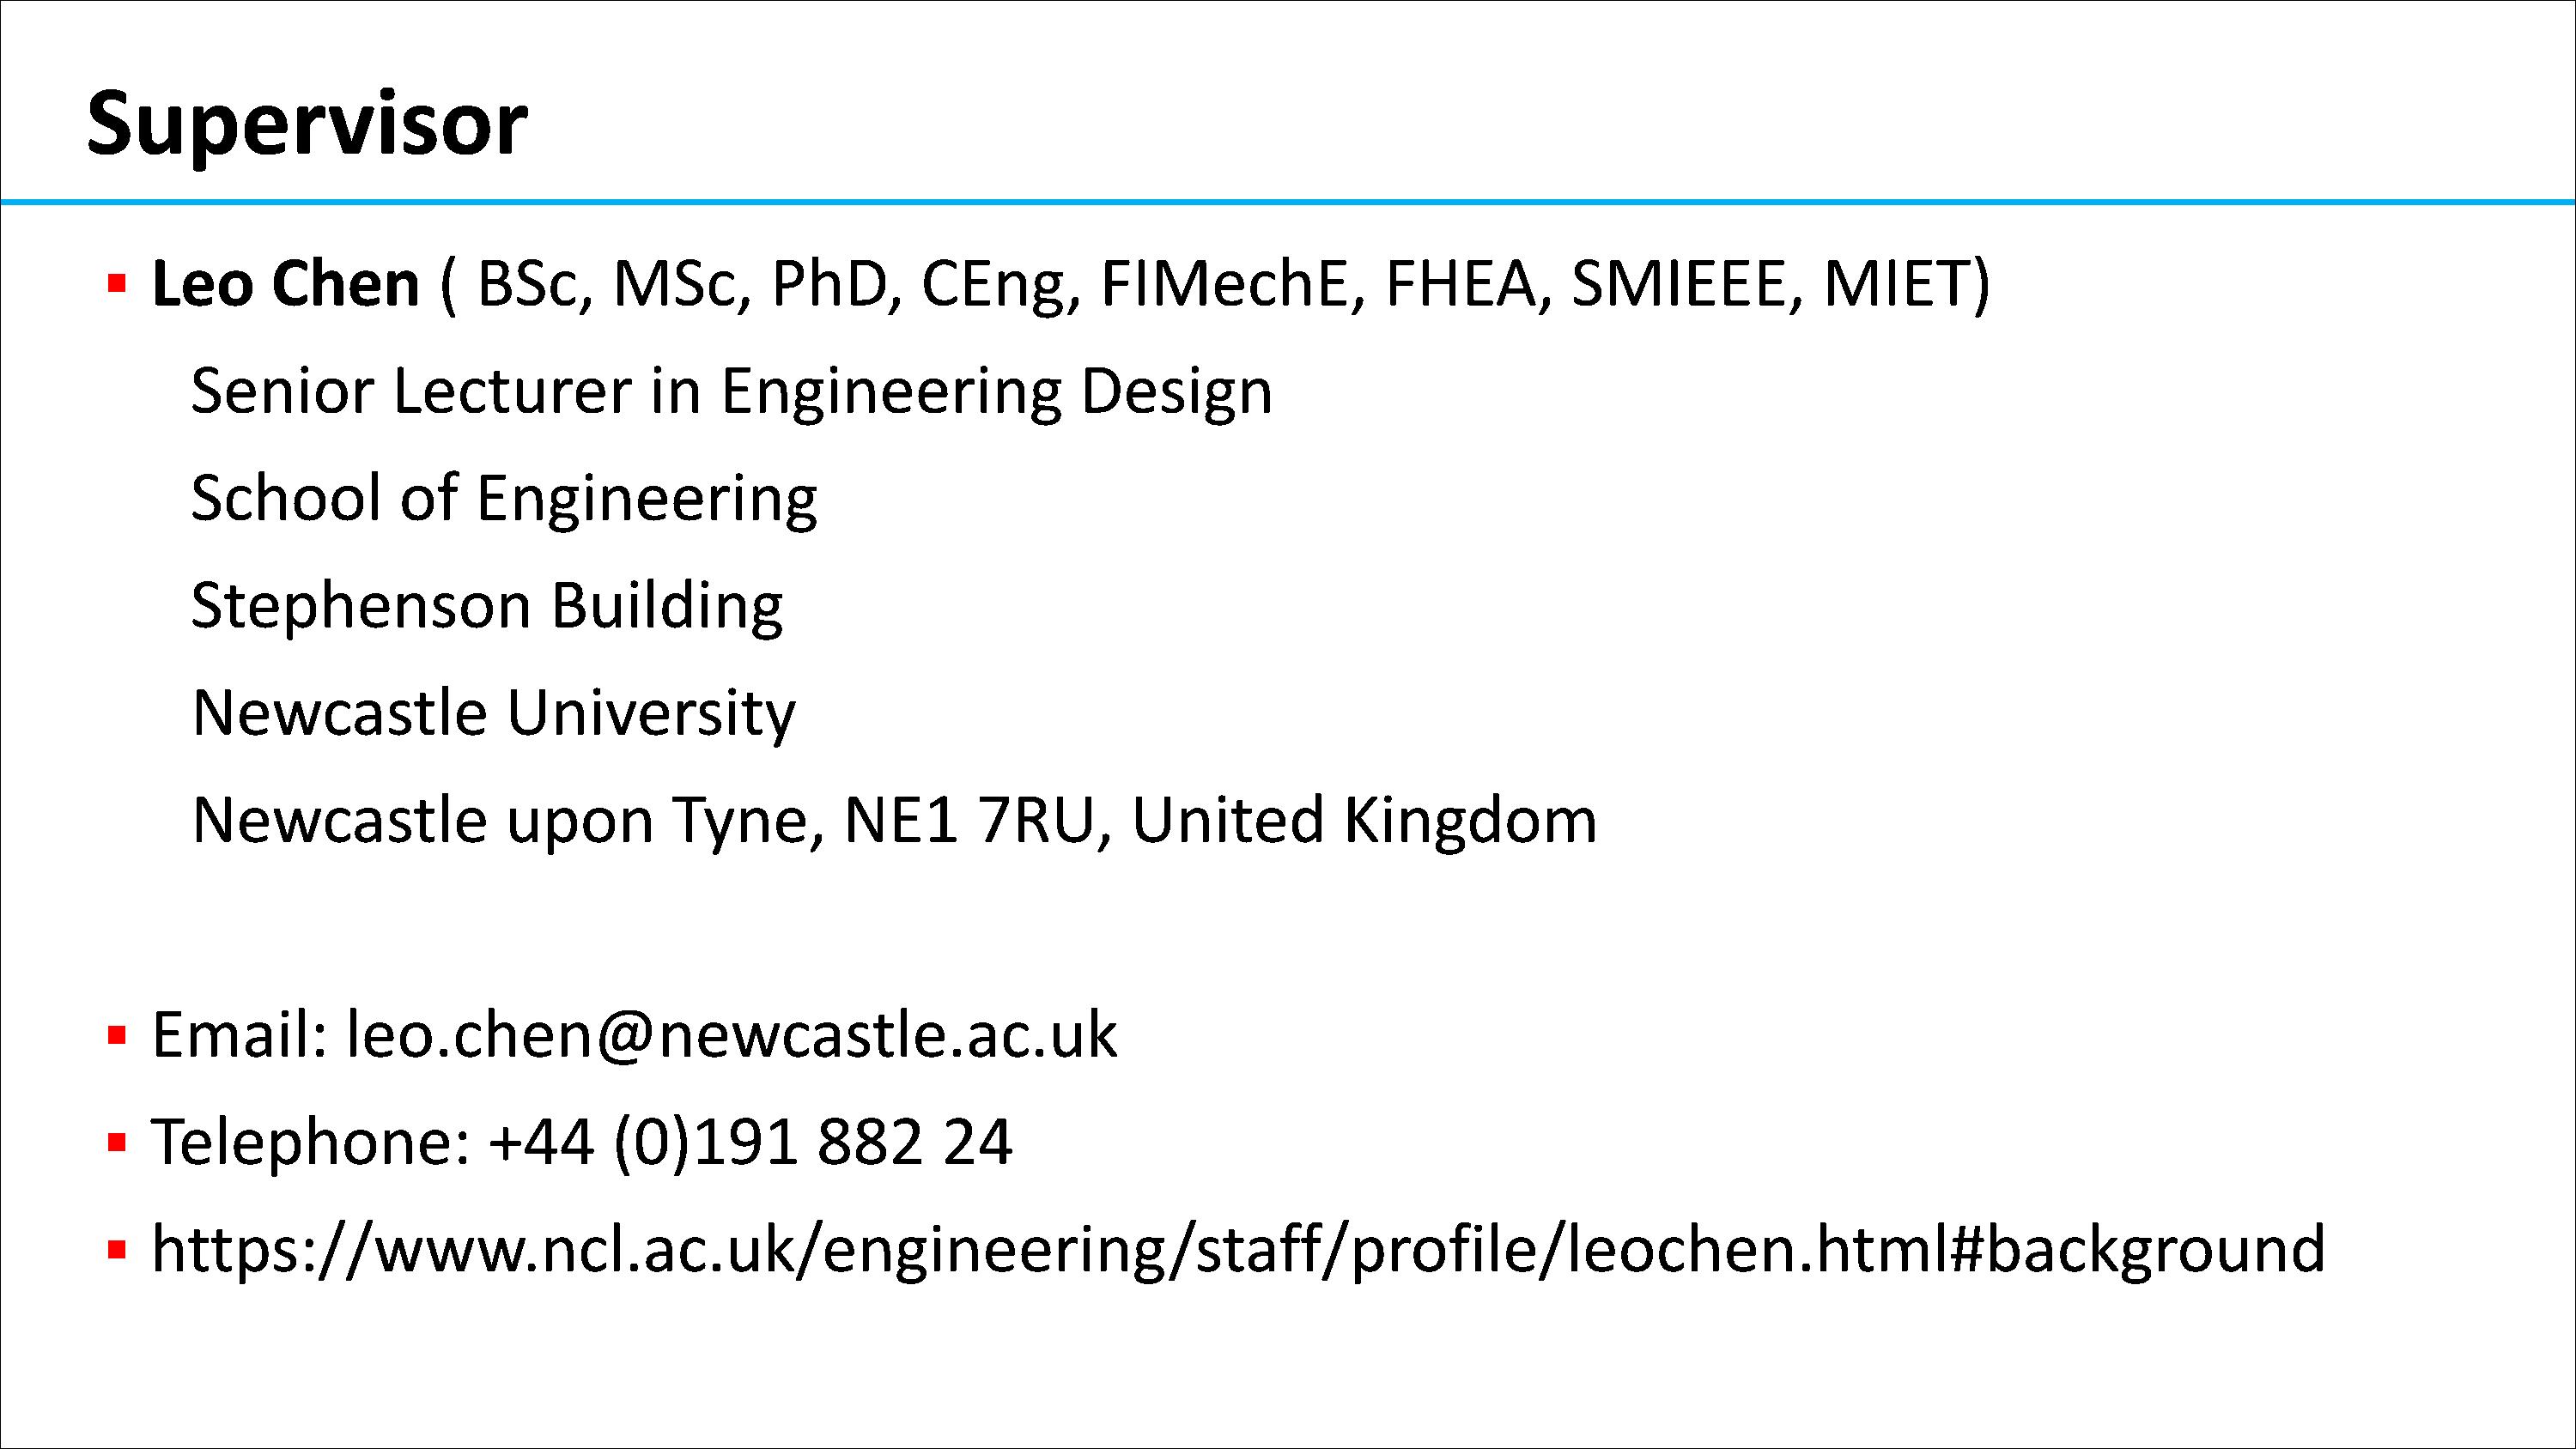 Supervisor
▪ Leo Chen ( BSc, MSc, PhD, CEng, FIMechE, FHEA, SMIEEE, MIET)
Senior Lecturer in Engineering Design
School of Engineering
Stephenson Building
Newcastle University
Newcastle upon Tyne, NE1 7RU, United Kingdom
▪ Email: leo.chen@newcastle.ac.uk
▪ Telephone: +44 (0)191 882 24
▪ https://www.ncl.ac.uk/engineering/staff/profile/leochen.html#background